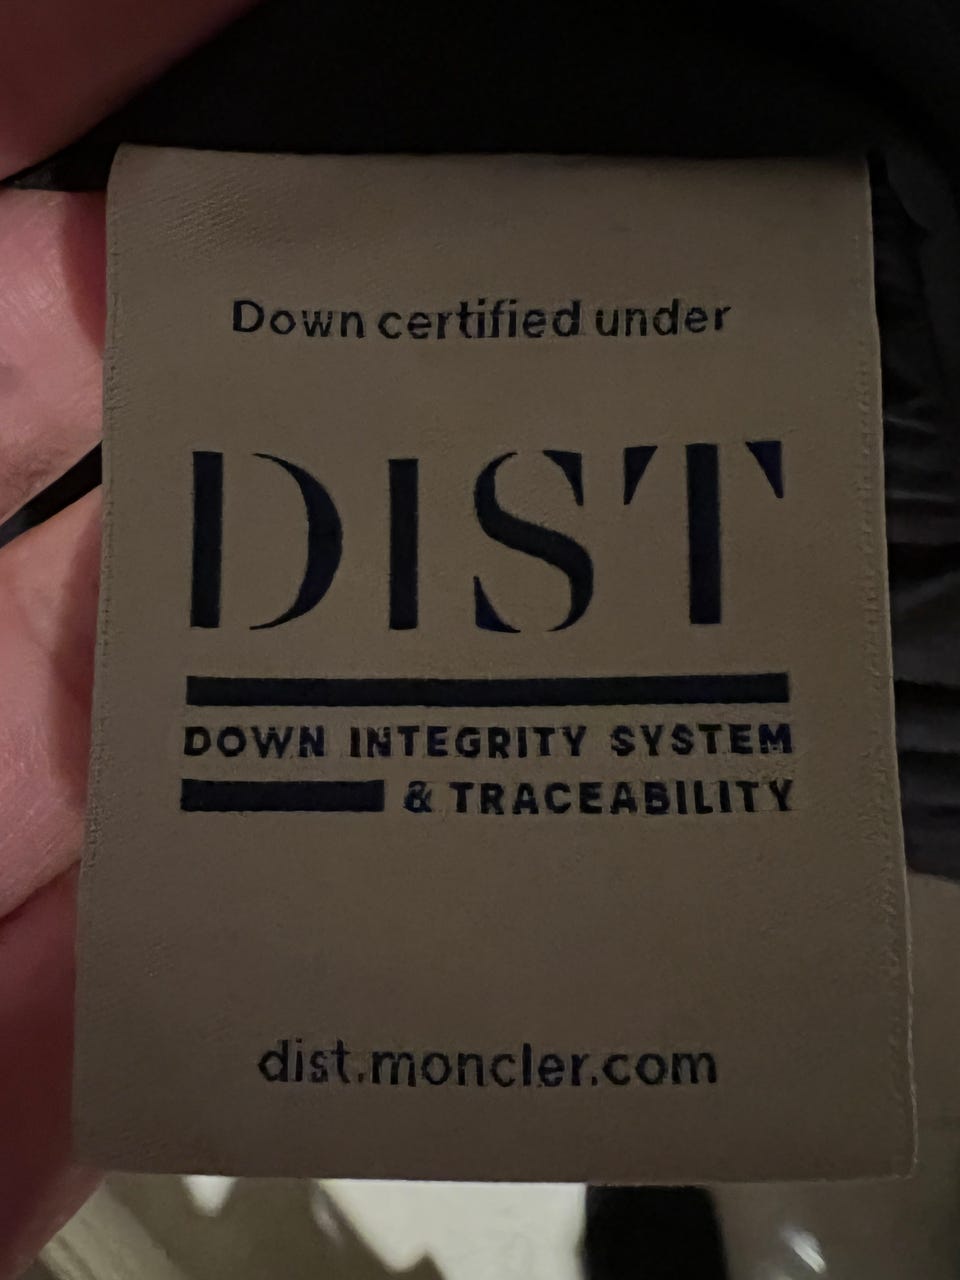 Down certified under
DIST
DOWN INTEGRITY SYSTEM
& TRACEABILITY
dist.moncler.com